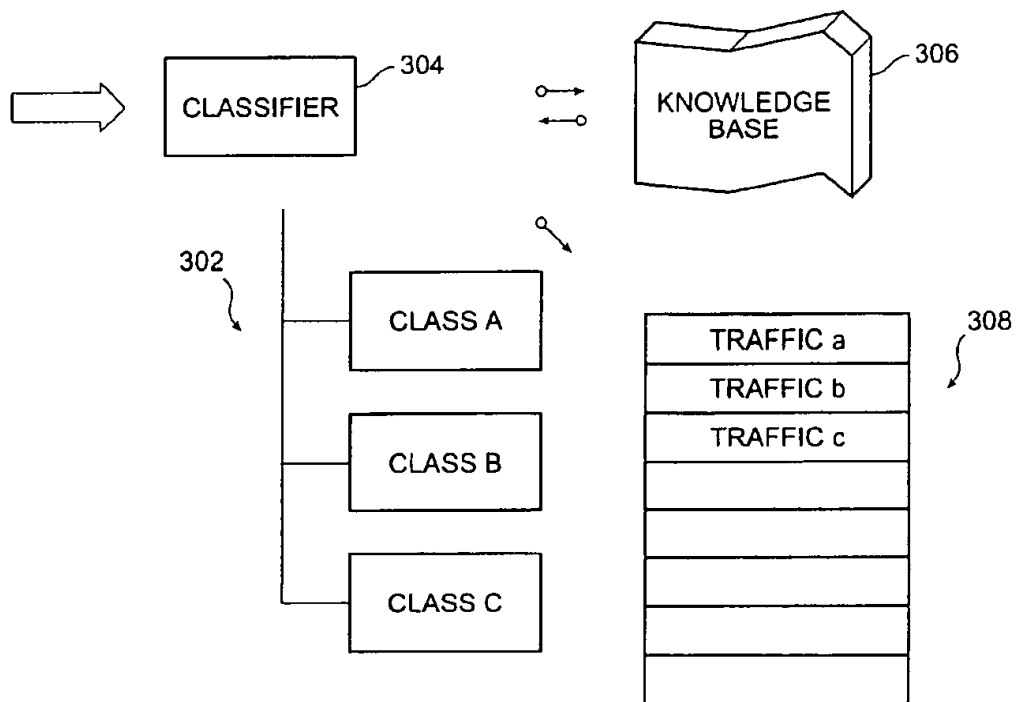 304
CLASSIFIER
306
KNOWLEDGE
BASE
302
CLASS A
CLASS B
CLASS C
308
TRAFFIC a
TRAFFIC b
TRAFFIC c